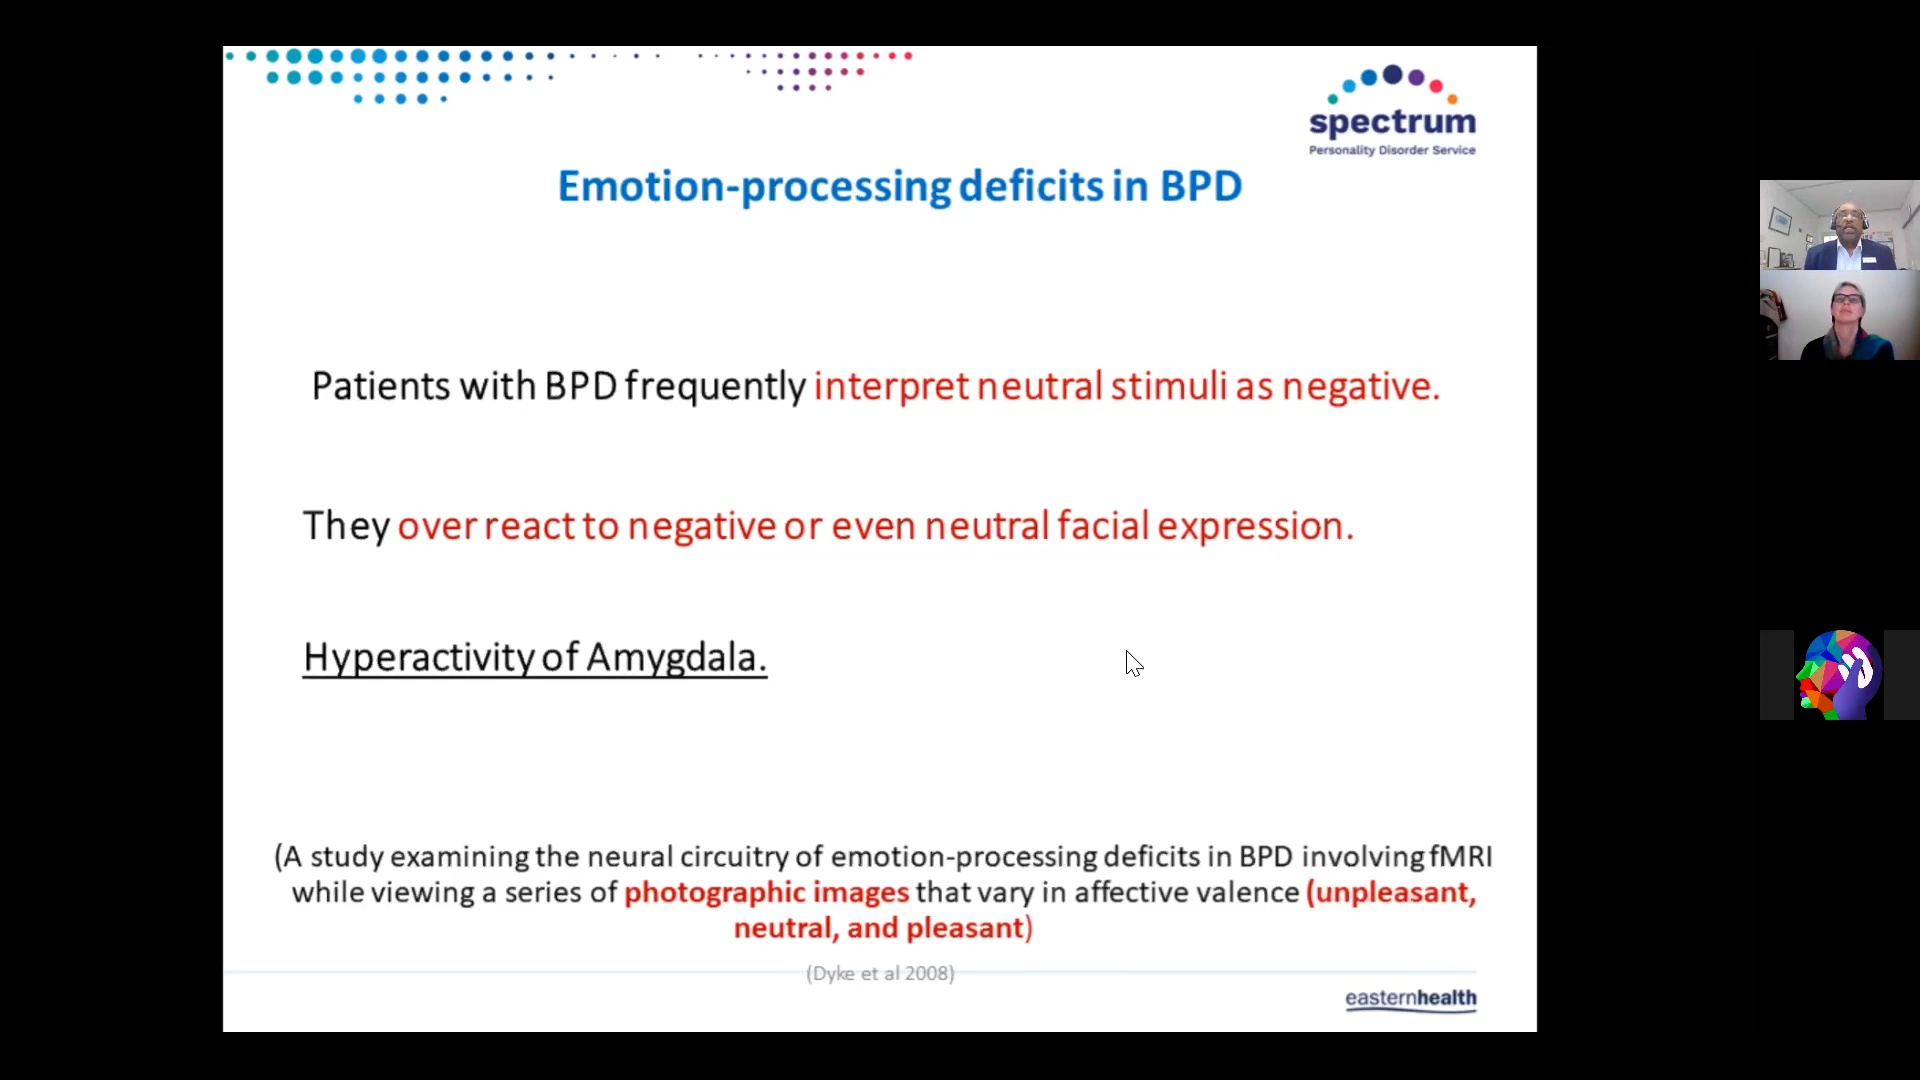 spectrum
Personality Disorder Service
Emotion-processing deficits in BPD
Patients with BPD frequently interpret neutral stimuli as negative.
They over react to negative or even neutral facial expression.
Hyperactivity of Amygdala.
(A study examining the neural circuitry of emotion-processing deficits in BPD involving fMRI
while viewing a series of photographic images that vary in affective valence (unpleasant,
neutral, and pleasant)
(Dyke et al 2008)
easternhealth